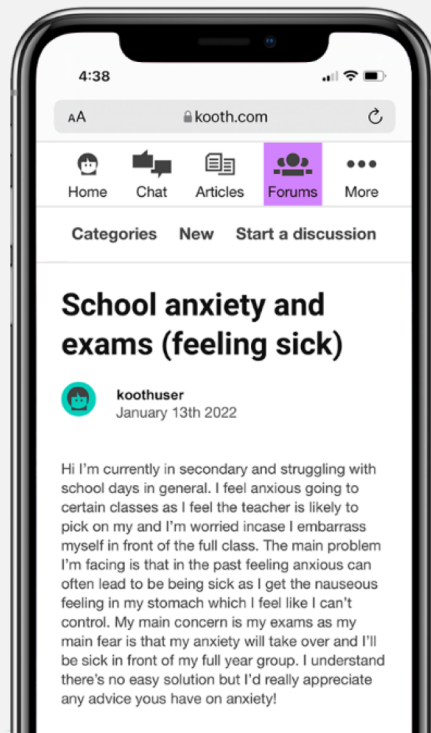 4:38
AA kooth.com
Home Chat Articles Forums More
Categories New Start a discussion
School anxiety and
exams (feeling sick)
koothuser
January 13th 2022
Hi I'm currently in secondary and struggling with
school days in general. I feel anxious going to
certain classes as I feel the teacher is likely to
pick on my and I'm worried incase I embarrass
myself in front of the full class. The main problem
I'm facing is that in the past feeling anxious can
often lead to be being sick as I get the nauseous
feeling in my stomach which I feel like I can't
control. My main concern is my exams as my
main fear is that my anxiety will take over and I'll
be sick in front of my full year group. I understand
there's no easy solution but I'd really appreciate
any advice yous have on anxiety!